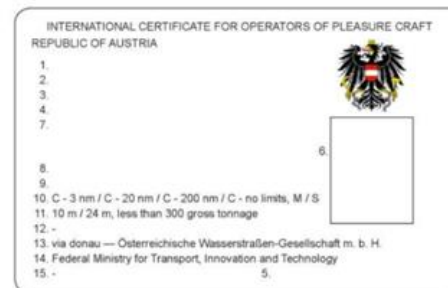 INTERNATIONAL CERTIFICATE FOR OPERATORS OF PLEASURE CRAFT
REPUBLIC OF AUSTRIA
1.
2.
3.
4.
7.
6.
8.
9.
10. C - 3 nm / C - 20 nm / C - 200 nm / C - no limits, M / S
11. 10 m / 24 m, less than 300 gross tonnage
12. -
13. via donau — Österreichische Wasserstraßen-Gesellschaft m. b. H.
14. Federal Ministry for Transport, Innovation and Technology
15. - 5.